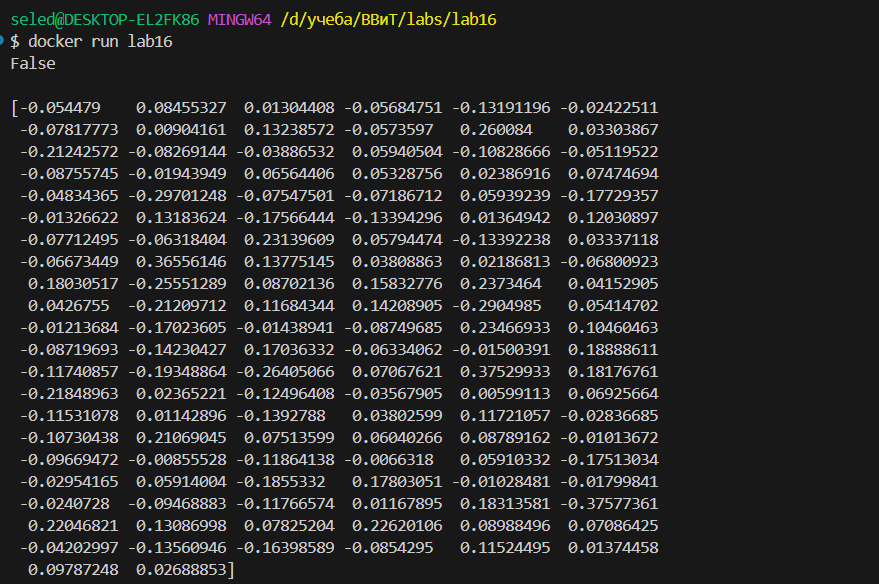 seled@DESKTOP-EL2FK86 MINGW64 /d/учеба/ВВиТ/labs/lab16
$ docker run lab16
False
[-0.054479    0.08455327  0.01304408 -0.05684751 -0.13191196 -0.02422511
 -0.07817773  0.00904161  0.13238572 -0.0573597   0.260084    0.03303867
 -0.21242572 -0.08269144 -0.03886532  0.05940504 -0.10828666 -0.05119522
 -0.08755745 -0.01943949  0.06564406  0.05328756  0.02386916  0.07474694
 -0.04834365 -0.29701248 -0.07547501 -0.07186712  0.05939239 -0.17729357
 -0.01326622  0.13183624 -0.17566444 -0.13394296  0.01364942  0.12030897
 -0.07712495 -0.06318404  0.23139609  0.05794474 -0.13392238  0.03337118
 -0.06673449  0.36556146  0.13775145  0.03808863  0.02186813 -0.06800923
  0.18030517 -0.25551289  0.08702136  0.15832776  0.2373464   0.04152905
  0.0426755  -0.21209712  0.11684344  0.14208905 -0.2904985   0.05414702
 -0.01213684 -0.17023605 -0.01438941 -0.08749685  0.23466933  0.10460463
 -0.08719693 -0.14230427  0.17036332 -0.06334062 -0.01500391  0.18888611
 -0.11740857 -0.19348864 -0.26405066  0.07067621  0.37529933  0.18176761
 -0.21848963  0.02365221 -0.12496408 -0.03567905  0.00599113  0.06925664
 -0.11531078  0.01142896 -0.1392788   0.03802599  0.11721057 -0.02836685
 -0.10730438  0.21069045  0.07513599  0.06040266  0.08789162 -0.01013672
 -0.09669472 -0.00855528 -0.11864138 -0.0066318   0.05910332 -0.17513034
 -0.02954165  0.05914004 -0.1855332   0.17803051 -0.01028481 -0.01799841
 -0.0240728  -0.09468883 -0.11766574  0.01167895  0.18313581 -0.37577361
  0.22046821  0.13086998  0.07825204  0.22620106  0.08988496  0.07086425
 -0.04202997 -0.13560946 -0.16398589 -0.0854295   0.11524495  0.01374458
  0.09787248  0.02688853]